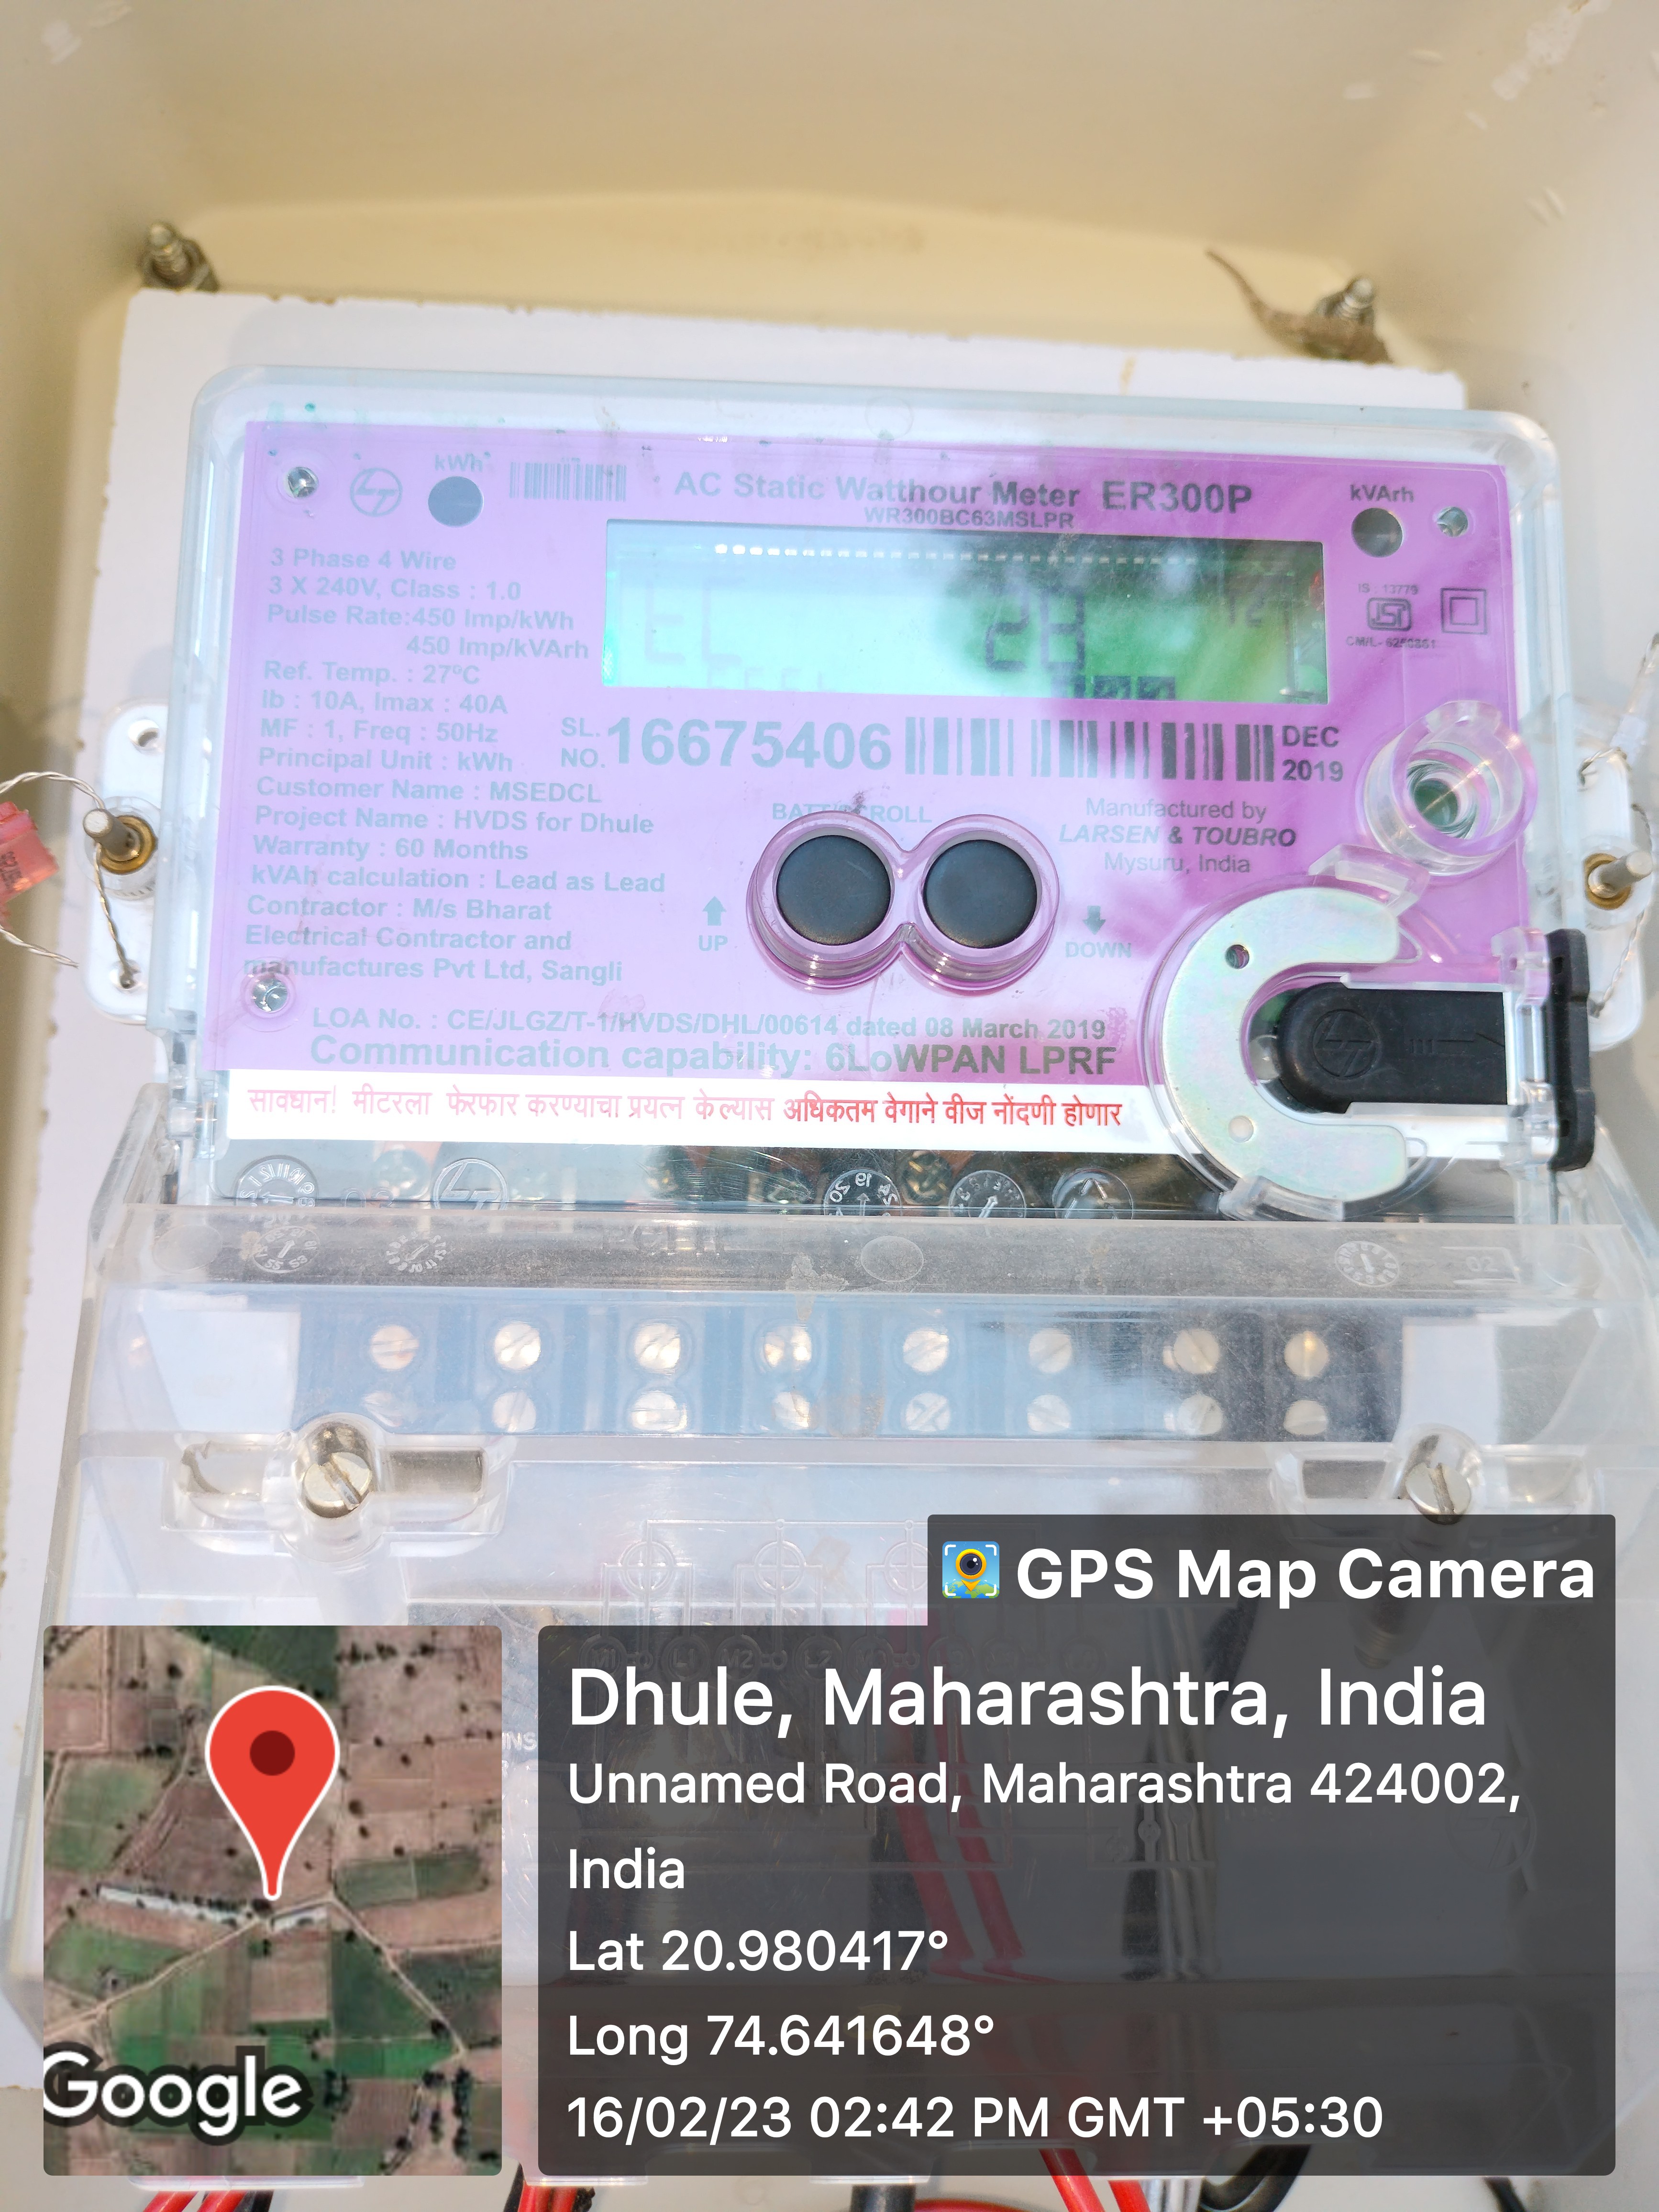 kWh
AC Static Watthour Meter ER300P
WR300BC63MSLPR
kVArh
3 Phase 4 Wire
3 X 240V, Class : 1.0
Pulse Rate:450 Imp/kWh
450 Imp/kVArh
Ref. Temp. : 27°C
Ib : 10A, Imax : 40A
MF : 1, Freq : 50Hz
Principal Unit : kWh
Customer Name : MSEDCL
Project Name : HVDS for Dhule
Warranty : 60 Months
kVAh calculation : Lead as Lead
Contractor : M/s Bharat
Electrical Contractor and
manufactures Pvt Ltd, Sangli
28
IS : 13779
SL. NO. 16675406
DEC
2019
UP
DOWN
Manufactured by
LARSEN & TOUBRO
Mysuru, India
LOA No. : CE/JLGZ/T-1/HVDS/DHL/00614 dated 08 March 2019
Communication capability: 6LoWPAN LPRF
सावधान! मीटरला फेरफार करण्याचा प्रयत्न केल्यास अधिकतम वेगाने वीज नोंदणी होणार
GPS Map Camera
Dhule, Maharashtra, India
Unnamed Road, Maharashtra 424002,
India
Lat 20.980417°
Long 74.641648°
16/02/23 02:42 PM GMT +05:30
Google